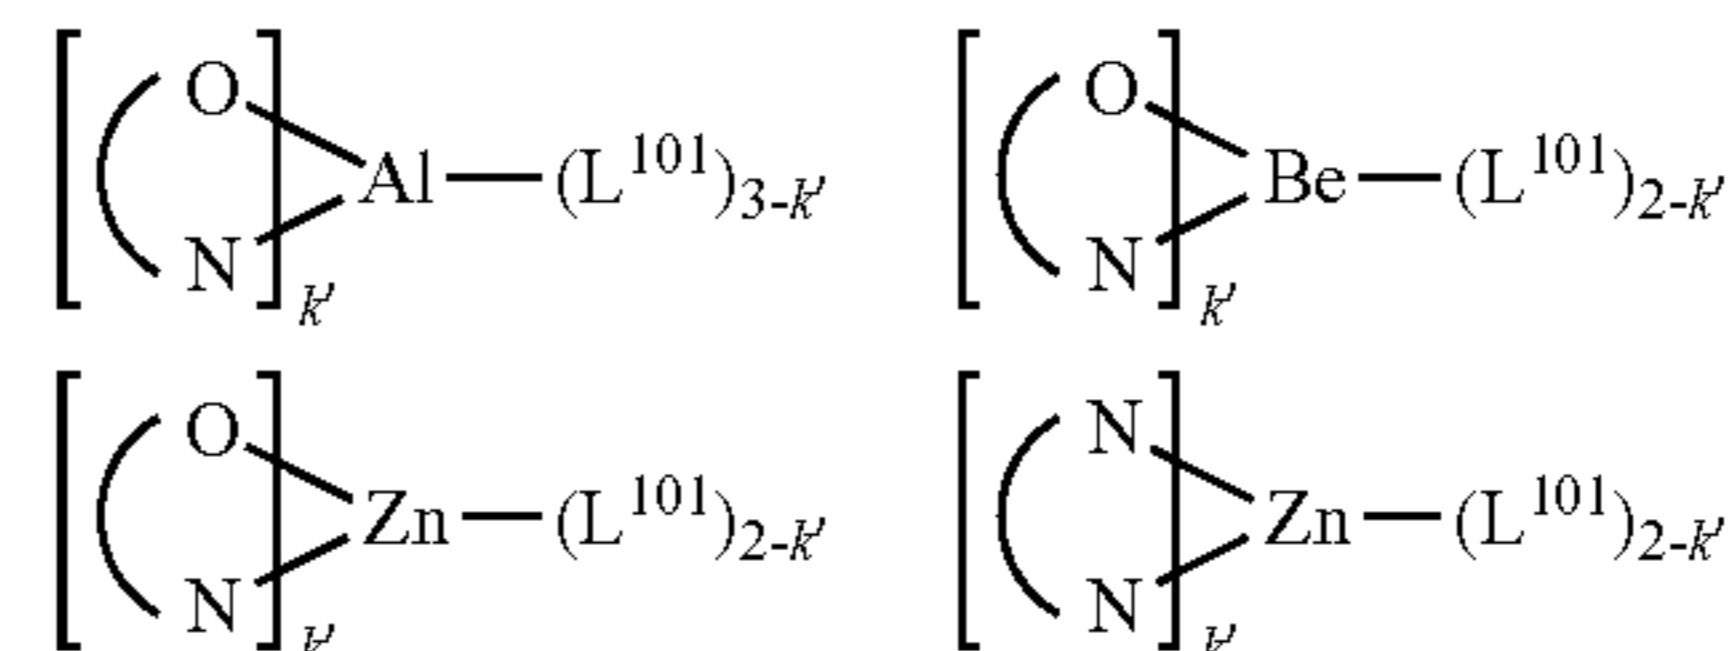 O O
Al—(L¹⁰¹)₃₋ₖ′ Be—(L¹⁰¹)₂₋ₖ′
N N
k′ k′
O N
Zn—(L¹⁰¹)₂₋ₖ′ Zn—(L¹⁰¹)₂₋ₖ′
N N
k′ k′